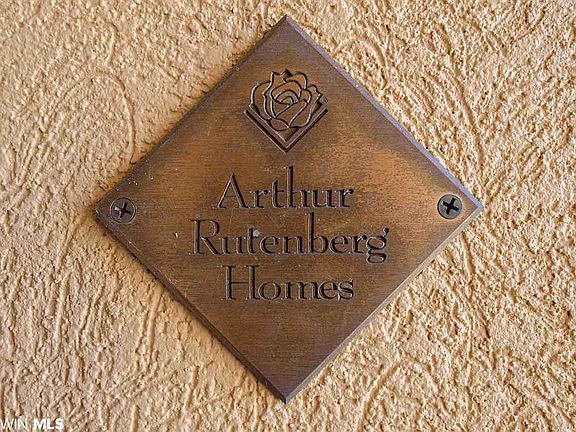 Arthur
Rutenberg
Homes
WIN MLS